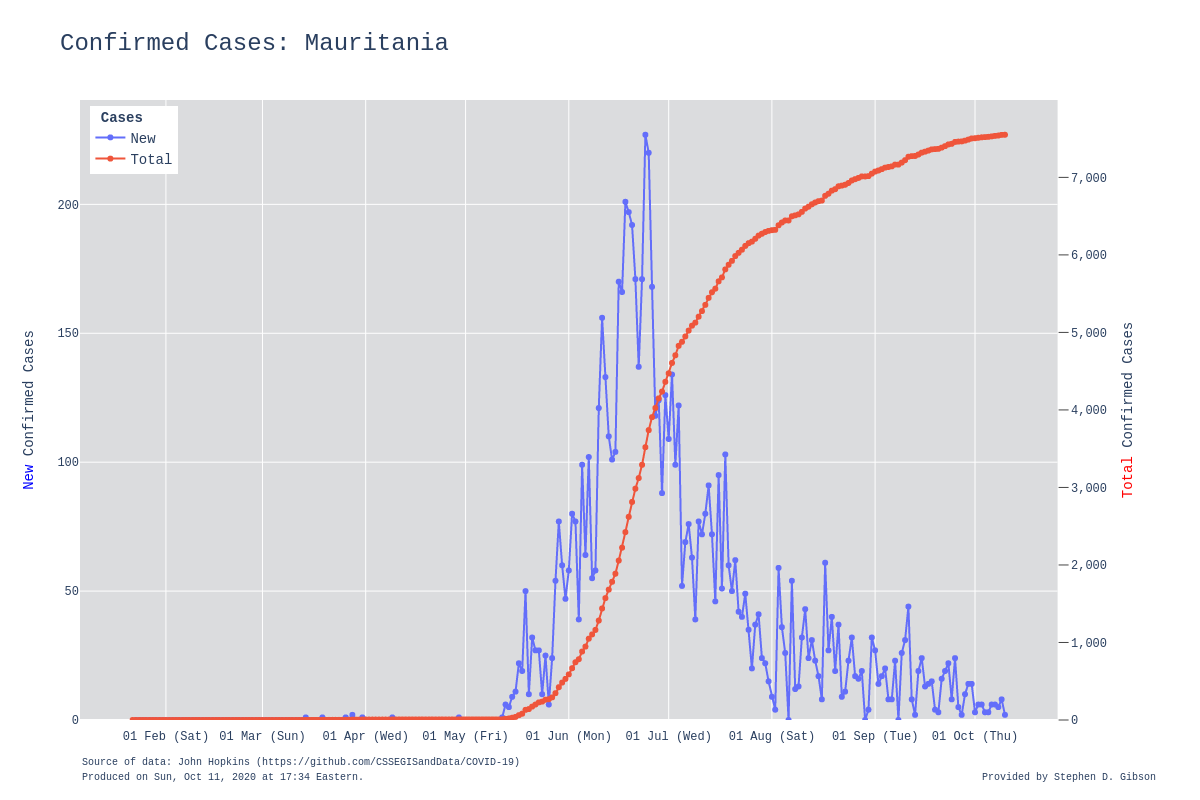 Confirmed Cases: Mauritania
Cases
New
Total
200
150
100
50
0
7,000
6,000
5,000
4,000
3,000
2,000
1,000
0
New Confirmed Cases
Total Confirmed Cases
01 Feb (Sat) 01 Mar (Sun) 01 Apr (Wed) 01 May (Fri) 01 Jun (Mon) 01 Jul (Wed) 01 Aug (Sat) 01 Sep (Tue) 01 Oct (Thu)
Source of data: John Hopkins (https://github.com/CSSEGISandData/COVID-19)
Produced on Sun, Oct 11, 2020 at 17:34 Eastern.
Provided by Stephen D. Gibson